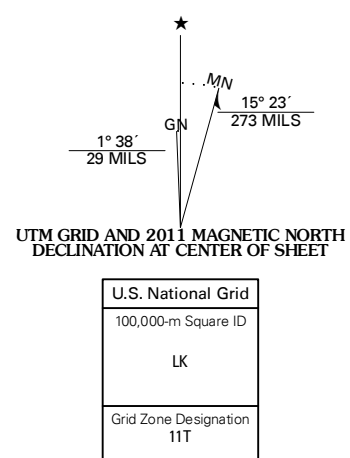 ★
MN
15° 23´
273 MILS
GN
1° 38´
29 MILS
UTM GRID AND 2011 MAGNETIC NORTH
DECLINATION AT CENTER OF SHEET
U.S. National Grid
100,000-m Square ID
LK
Grid Zone Designation
11T